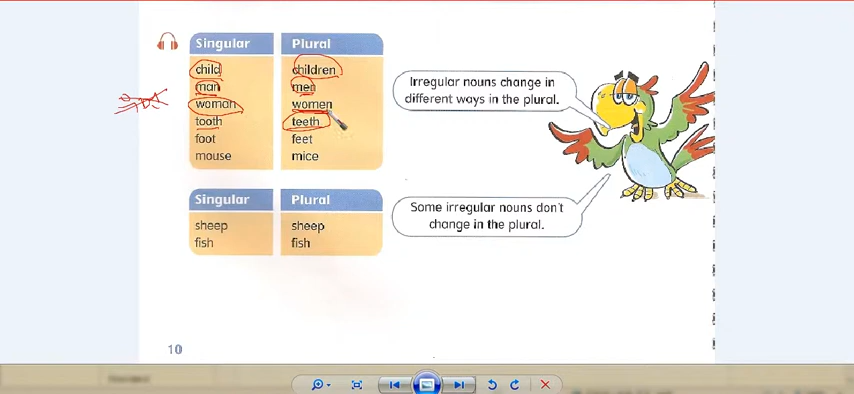 Singular Plural
child children
man men
woman women
tooth teeth
foot feet
mouse mice
Irregular nouns change in
different ways in the plural.
Singular Plural
sheep sheep
fish fish
Some irregular nouns don't
change in the plural.
10